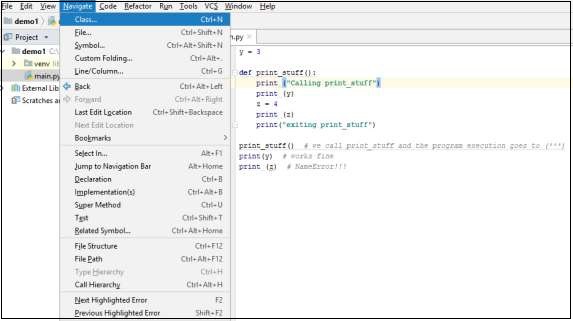 File Edit View Navigate Code Refactor Run Tools VCS Window Help
demo1
Project
demo1 C:\
venv lib
main.py
External Lib
Scratches a
Class... Ctrl+N
File... Ctrl+Shift+N
Symbol... Ctrl+Alt+Shift+N
Custom Folding... Ctrl+Alt+.
Line/Column... Ctrl+G
Back Ctrl+Alt+Left
Forward Ctrl+Alt+Right
Last Edit Location Ctrl+Shift+Backspace
Next Edit Location
Bookmarks
Select In... Alt+F1
Jump to Navigation Bar Alt+Home
Declaration Ctrl+B
Implementation(s) Ctrl+Alt+B
Super Method Ctrl+U
Test Ctrl+Shift+T
Related Symbol... Ctrl+Alt+Home
File Structure Ctrl+F12
File Path Ctrl+Alt+F12
Type Hierarchy Ctrl+H
Call Hierarchy Ctrl+Alt+H
Next Highlighted Error F2
Previous Highlighted Error Shift+F2
n.py
y = 3
def print_stuff():
print ("Calling print_stuff")
print (y)
z = 4
print (z)
print("exiting print_stuff")
print_stuff() # we call print_stuff and the program execution goes to (***)
print(y) # works fine
print (z) # NameError!!!